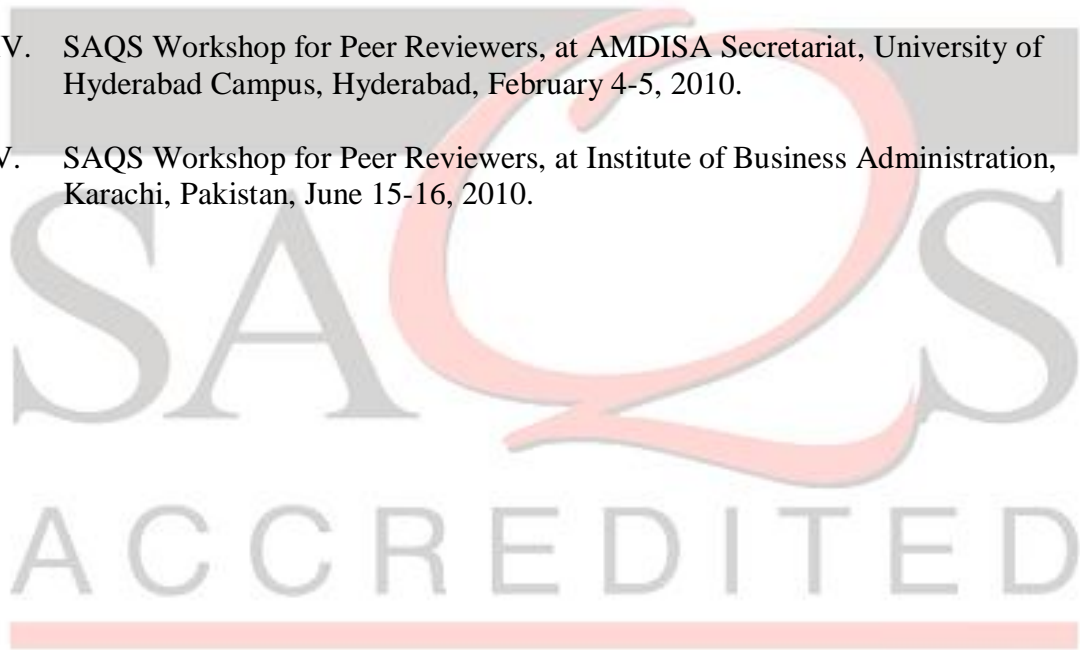 V. SAQS Workshop for Peer Reviewers, at AMDISA Secretariat, University of
Hyderabad Campus, Hyderabad, February 4-5, 2010.
V. SAQS Workshop for Peer Reviewers, at Institute of Business Administration,
Karachi, Pakistan, June 15-16, 2010.
SAQS
ACCREDITED